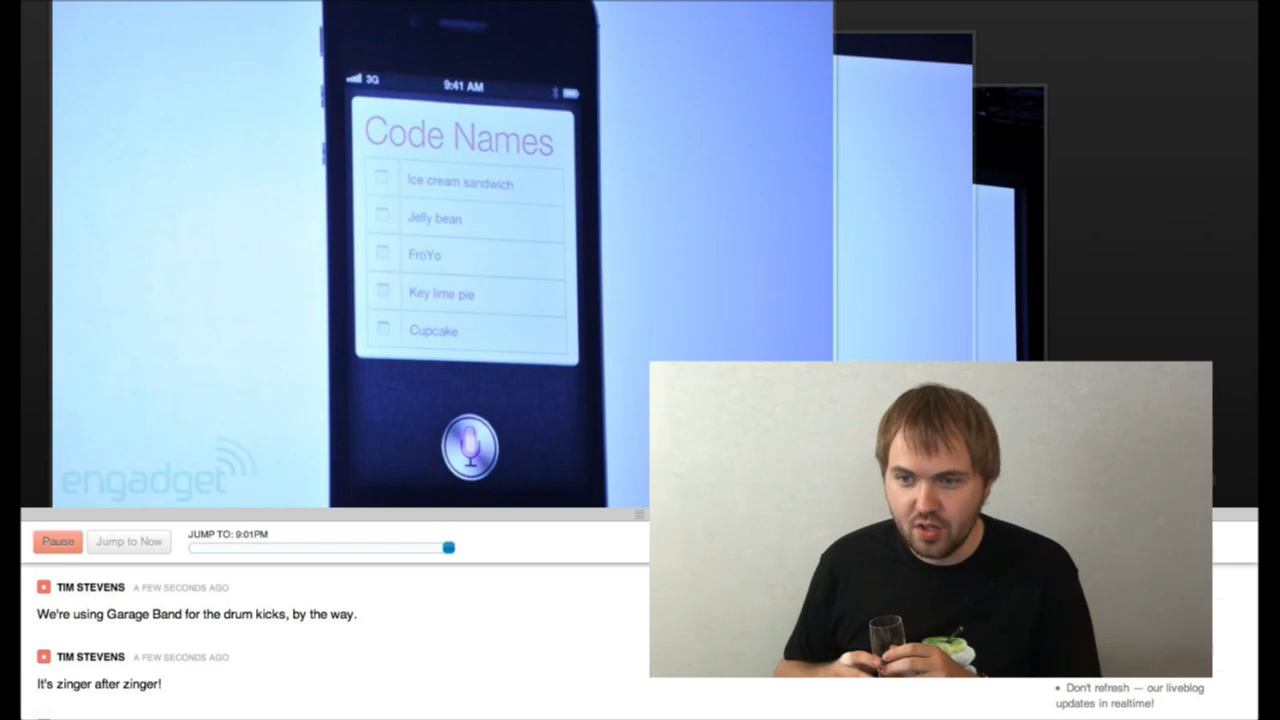 3G
9:41 AM
Code Names
Ice cream sandwich
Jelly bean
FroYo
Key lime pie
Cupcake
engadget
Pause
Jump to Now
JUMP TO: 9:01PM
TIM STEVENS A FEW SECONDS AGO
We're using Garage Band for the drum kicks, by the way.
TIM STEVENS A FEW SECONDS AGO
It's zinger after zinger!
• Don't refresh — our liveblog
updates in realtime!